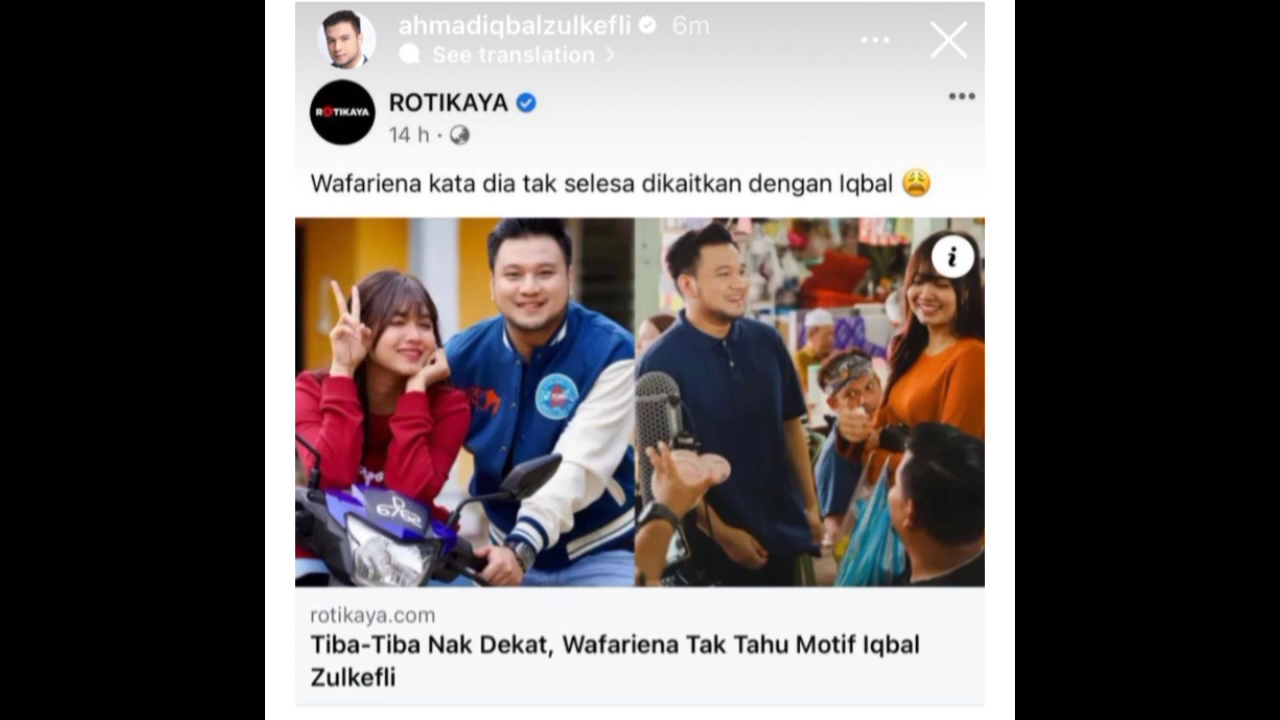 ahmadiqbalzulkefli 6m
See translation >
ROTIKAYA
ROTIKAYA
14 h ·
Wafariena kata dia tak selesa dikaitkan dengan Iqbal 😩
i
rotikaya.com
Tiba-Tiba Nak Dekat, Wafariena Tak Tahu Motif Iqbal
Zulkefli